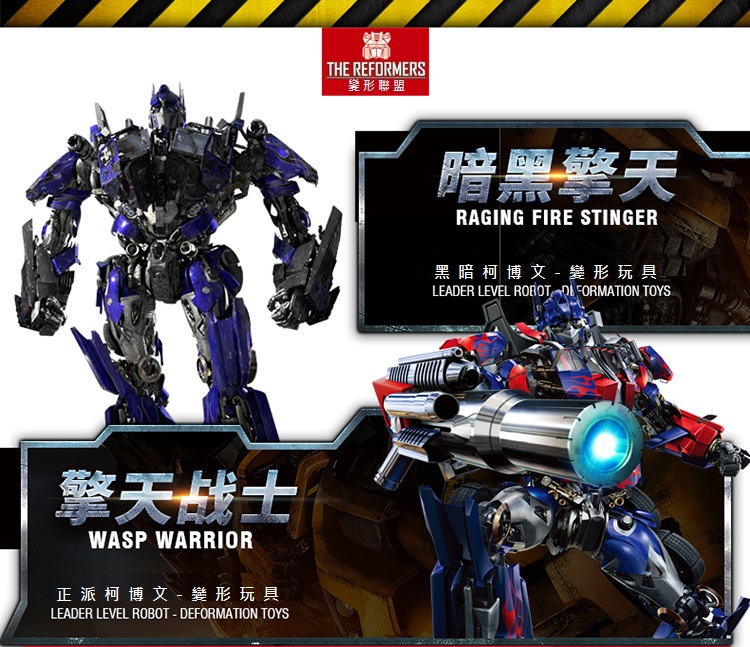 THE REFORMERS
變形聯盟
暗黑擎天
RAGING FIRE STINGER
黑暗柯博文-變形玩具
LEADER LEVEL ROBOT - DEFORMATION TOYS
擎天战士
WASP WARRIOR
正派柯博文-變形玩具
LEADER LEVEL ROBOT - DEFORMATION TOYS